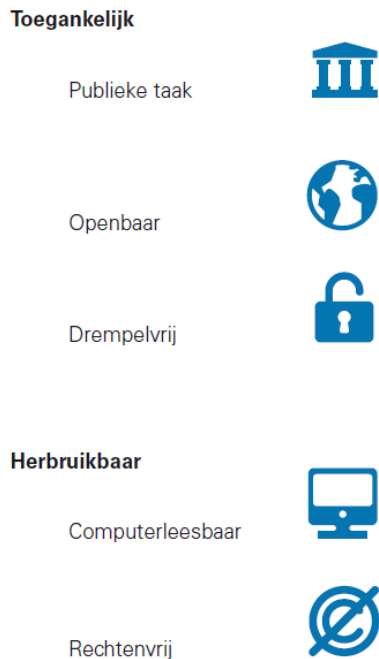 Toegankelijk
Publieke taak
Openbaar
Drempelvrij
Herbruikbaar
Computerleesbaar
Rechtenvrij